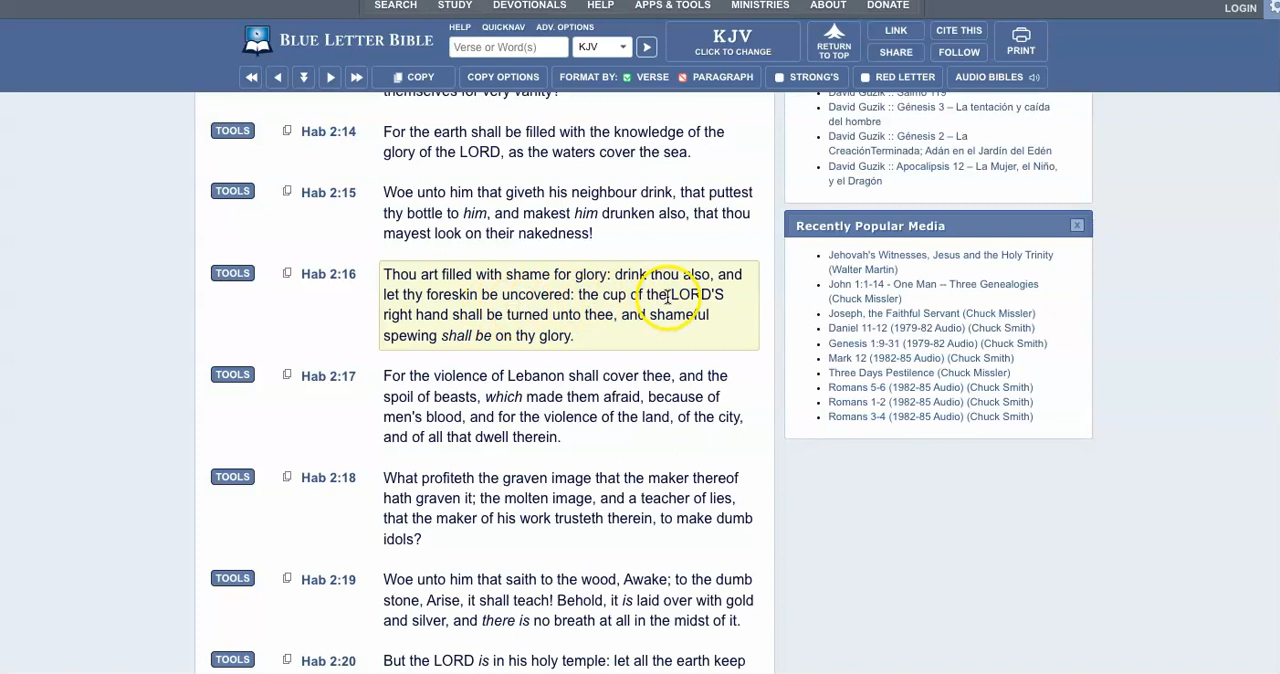 SEARCH STUDY DEVOTIONALS HELP APPS & TOOLS MINISTRIES ABOUT DONATE LOGIN
BLUE LETTER BIBLE
HELP QUICKNAV ADV. OPTIONS
Verse or Word(s) KJV
KJV
CLICK TO CHANGE
RETURN
TO TOP
LINK CITE THIS
SHARE FOLLOW
PRINT
COPY COPY OPTIONS FORMAT BY: VERSE PARAGRAPH STRONG'S RED LETTER AUDIO BIBLES
themselves for very vanity?
TOOLS Hab 2:14 For the earth shall be filled with the knowledge of the
glory of the LORD, as the waters cover the sea.
TOOLS Hab 2:15 Woe unto him that giveth his neighbour drink, that puttest
thy bottle to him, and makest him drunken also, that thou
mayest look on their nakedness!
TOOLS Hab 2:16 Thou art filled with shame for glory: drink thou also, and
let thy foreskin be uncovered: the cup of the LORD'S
right hand shall be turned unto thee, and shameful
spewing shall be on thy glory.
TOOLS Hab 2:17 For the violence of Lebanon shall cover thee, and the
spoil of beasts, which made them afraid, because of
men's blood, and for the violence of the land, of the city,
and of all that dwell therein.
TOOLS Hab 2:18 What profiteth the graven image that the maker thereof
hath graven it; the molten image, and a teacher of lies,
that the maker of his work trusteth therein, to make dumb
idols?
TOOLS Hab 2:19 Woe unto him that saith to the wood, Awake; to the dumb
stone, Arise, it shall teach! Behold, it is laid over with gold
and silver, and there is no breath at all in the midst of it.
TOOLS Hab 2:20 But the LORD is in his holy temple: let all the earth keep
David Guzik :: Salmo 119
David Guzik :: Génesis 3 – La tentación y caída
del hombre
David Guzik :: Génesis 2 – La
CreaciónTerminada; Adán en el Jardín del Edén
David Guzik :: Apocalipsis 12 – La Mujer, el Niño,
y el Dragón
Recently Popular Media x
Jehovah's Witnesses, Jesus and the Holy Trinity
(Walter Martin)
John 1:1-14 - One Man -- Three Genealogies
(Chuck Missler)
Joseph, the Faithful Servant (Chuck Missler)
Daniel 11-12 (1979-82 Audio) (Chuck Smith)
Genesis 1:9-31 (1979-82 Audio) (Chuck Smith)
Mark 12 (1982-85 Audio) (Chuck Smith)
Three Days Pestilence (Chuck Missler)
Romans 5-6 (1982-85 Audio) (Chuck Smith)
Romans 1-2 (1982-85 Audio) (Chuck Smith)
Romans 3-4 (1982-85 Audio) (Chuck Smith)